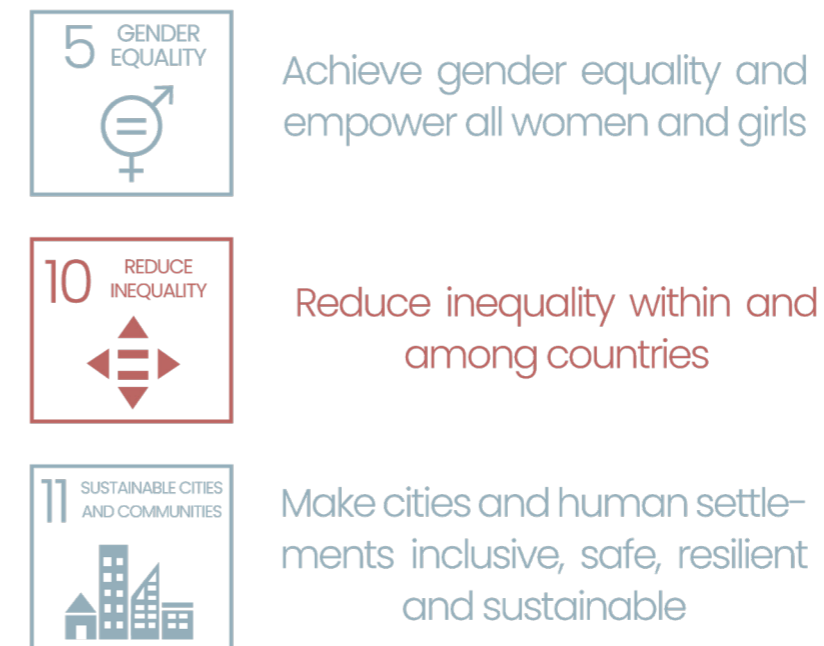 5 GENDER
EQUALITY
Achieve gender equality and
empower all women and girls
10 REDUCE
INEQUALITY
Reduce inequality within and
among countries
11 SUSTAINABLE CITIES
AND COMMUNITIES
Make cities and human settle-
ments inclusive, safe, resilient
and sustainable